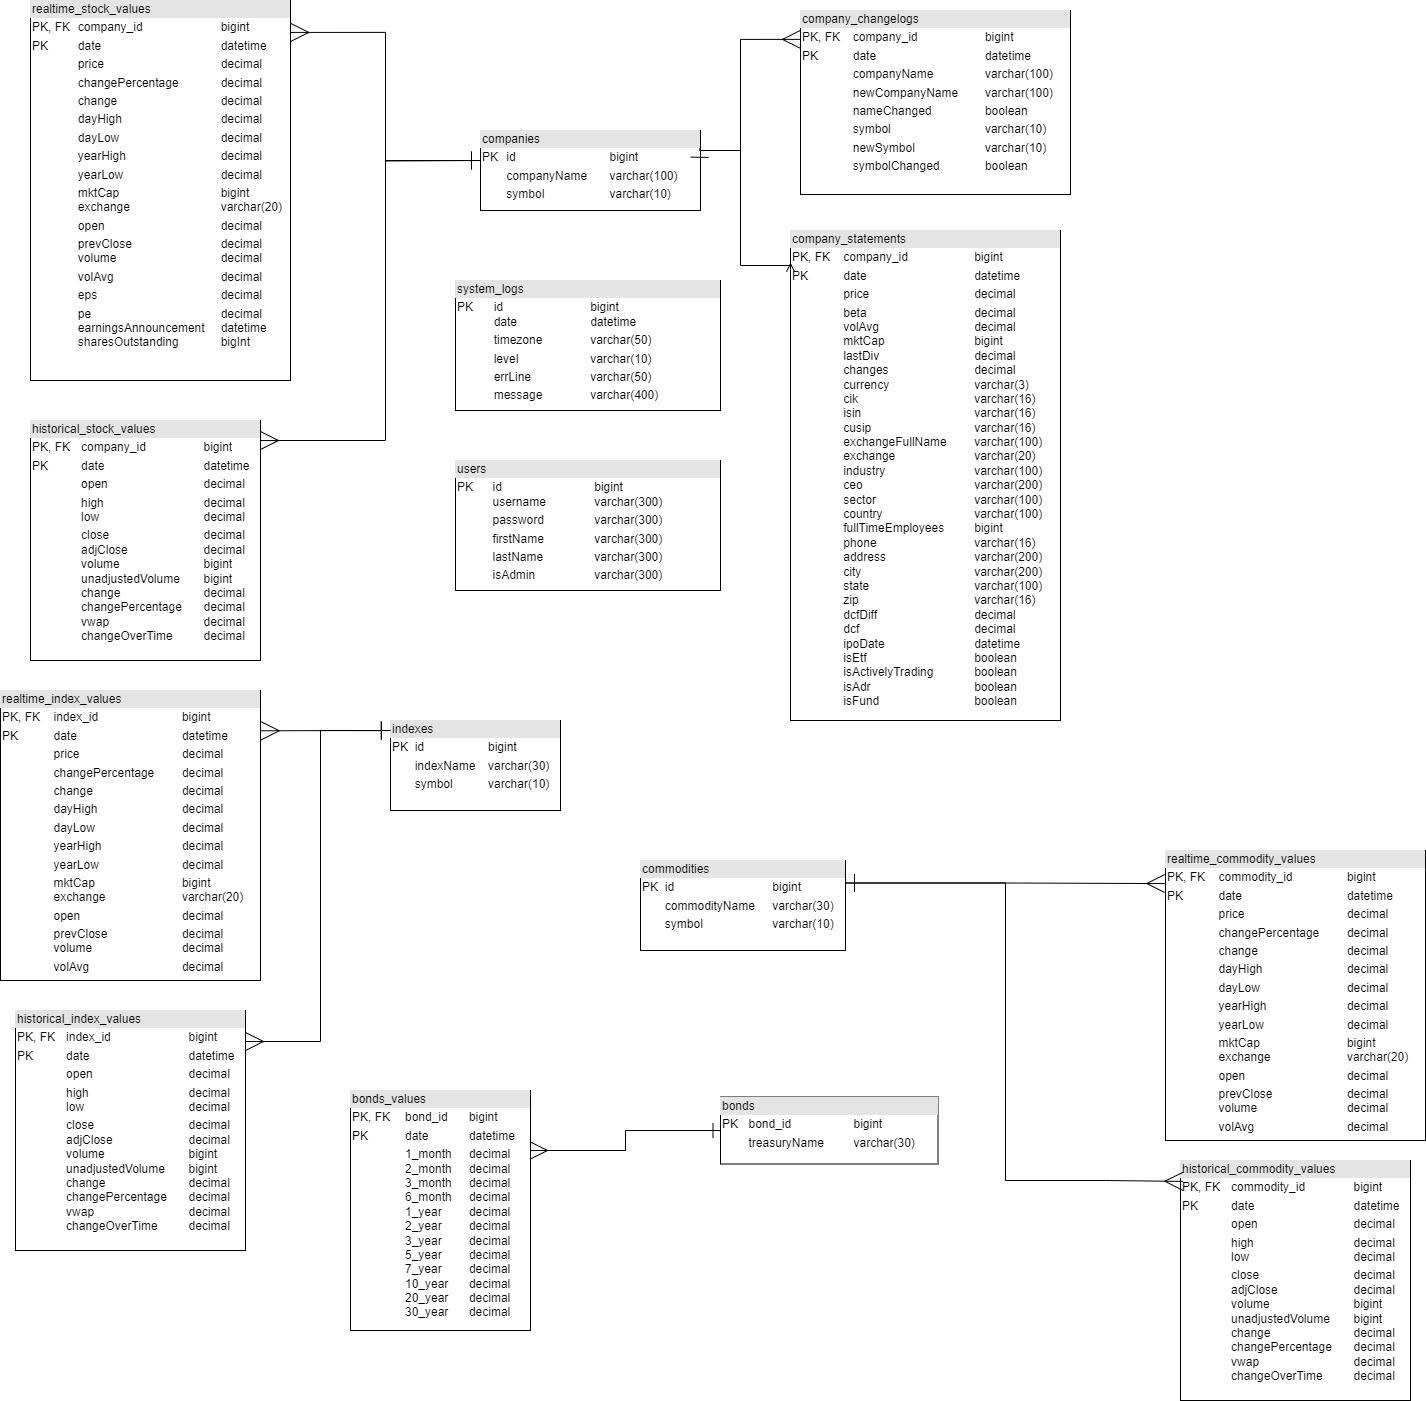 realtime_stock_values
PK, FK company_id bigint
PK date datetime
price decimal
changePercentage decimal
change decimal
dayHigh decimal
dayLow decimal
yearHigh decimal
yearLow decimal
mktCap bigint
exchange varchar(20)
open decimal
prevClose decimal
volume decimal
volAvg decimal
eps decimal
pe decimal
earningsAnnouncement datetime
sharesOutstanding bigInt
companies
PK id bigint
companyName varchar(100)
symbol varchar(10)
company_changelogs
PK, FK company_id bigint
PK date datetime
companyName varchar(100)
newCompanyName varchar(100)
nameChanged boolean
symbol varchar(10)
newSymbol varchar(10)
symbolChanged boolean
company_statements
PK, FK company_id bigint
PK date datetime
price decimal
beta decimal
volAvg decimal
mktCap bigint
lastDiv decimal
changes decimal
currency varchar(3)
cik varchar(16)
isin varchar(16)
cusip varchar(16)
exchangeFullName varchar(100)
exchange varchar(20)
industry varchar(100)
ceo varchar(200)
sector varchar(100)
country varchar(100)
fullTimeEmployees bigint
phone varchar(16)
address varchar(200)
city varchar(200)
state varchar(100)
zip varchar(16)
dcfDiff decimal
dcf decimal
ipoDate datetime
isEtf boolean
isActivelyTrading boolean
isAdr boolean
isFund boolean
system_logs
PK id bigint
date datetime
timezone varchar(50)
level varchar(10)
errLine varchar(50)
message varchar(400)
historical_stock_values
PK, FK company_id bigint
PK date datetime
open decimal
high decimal
low decimal
close decimal
adjClose decimal
volume bigint
unadjustedVolume bigint
change decimal
changePercentage decimal
vwap decimal
changeOverTime decimal
users
PK id bigint
username varchar(300)
password varchar(300)
firstName varchar(300)
lastName varchar(300)
isAdmin varchar(300)
realtime_index_values
PK, FK index_id bigint
PK date datetime
price decimal
changePercentage decimal
change decimal
dayHigh decimal
dayLow decimal
yearHigh decimal
yearLow decimal
mktCap bigint
exchange varchar(20)
open decimal
prevClose decimal
volume decimal
volAvg decimal
indexes
PK id bigint
indexName varchar(30)
symbol varchar(10)
commodities
PK id bigint
commodityName varchar(30)
symbol varchar(10)
realtime_commodity_values
PK, FK commodity_id bigint
PK date datetime
price decimal
changePercentage decimal
change decimal
dayHigh decimal
dayLow decimal
yearHigh decimal
yearLow decimal
mktCap bigint
exchange varchar(20)
open decimal
prevClose decimal
volume decimal
volAvg decimal
historical_index_values
PK, FK index_id bigint
PK date datetime
open decimal
high decimal
low decimal
close decimal
adjClose decimal
volume bigint
unadjustedVolume bigint
change decimal
changePercentage decimal
vwap decimal
changeOverTime decimal
bonds_values
PK, FK bond_id bigint
PK date datetime
1_month decimal
2_month decimal
3_month decimal
6_month decimal
1_year decimal
2_year decimal
3_year decimal
5_year decimal
7_year decimal
10_year decimal
20_year decimal
30_year decimal
bonds
PK bond_id bigint
treasuryName varchar(30)
historical_commodity_values
PK, FK commodity_id bigint
PK date datetime
open decimal
high decimal
low decimal
close decimal
adjClose decimal
volume bigint
unadjustedVolume bigint
change decimal
changePercentage decimal
vwap decimal
changeOverTime decimal